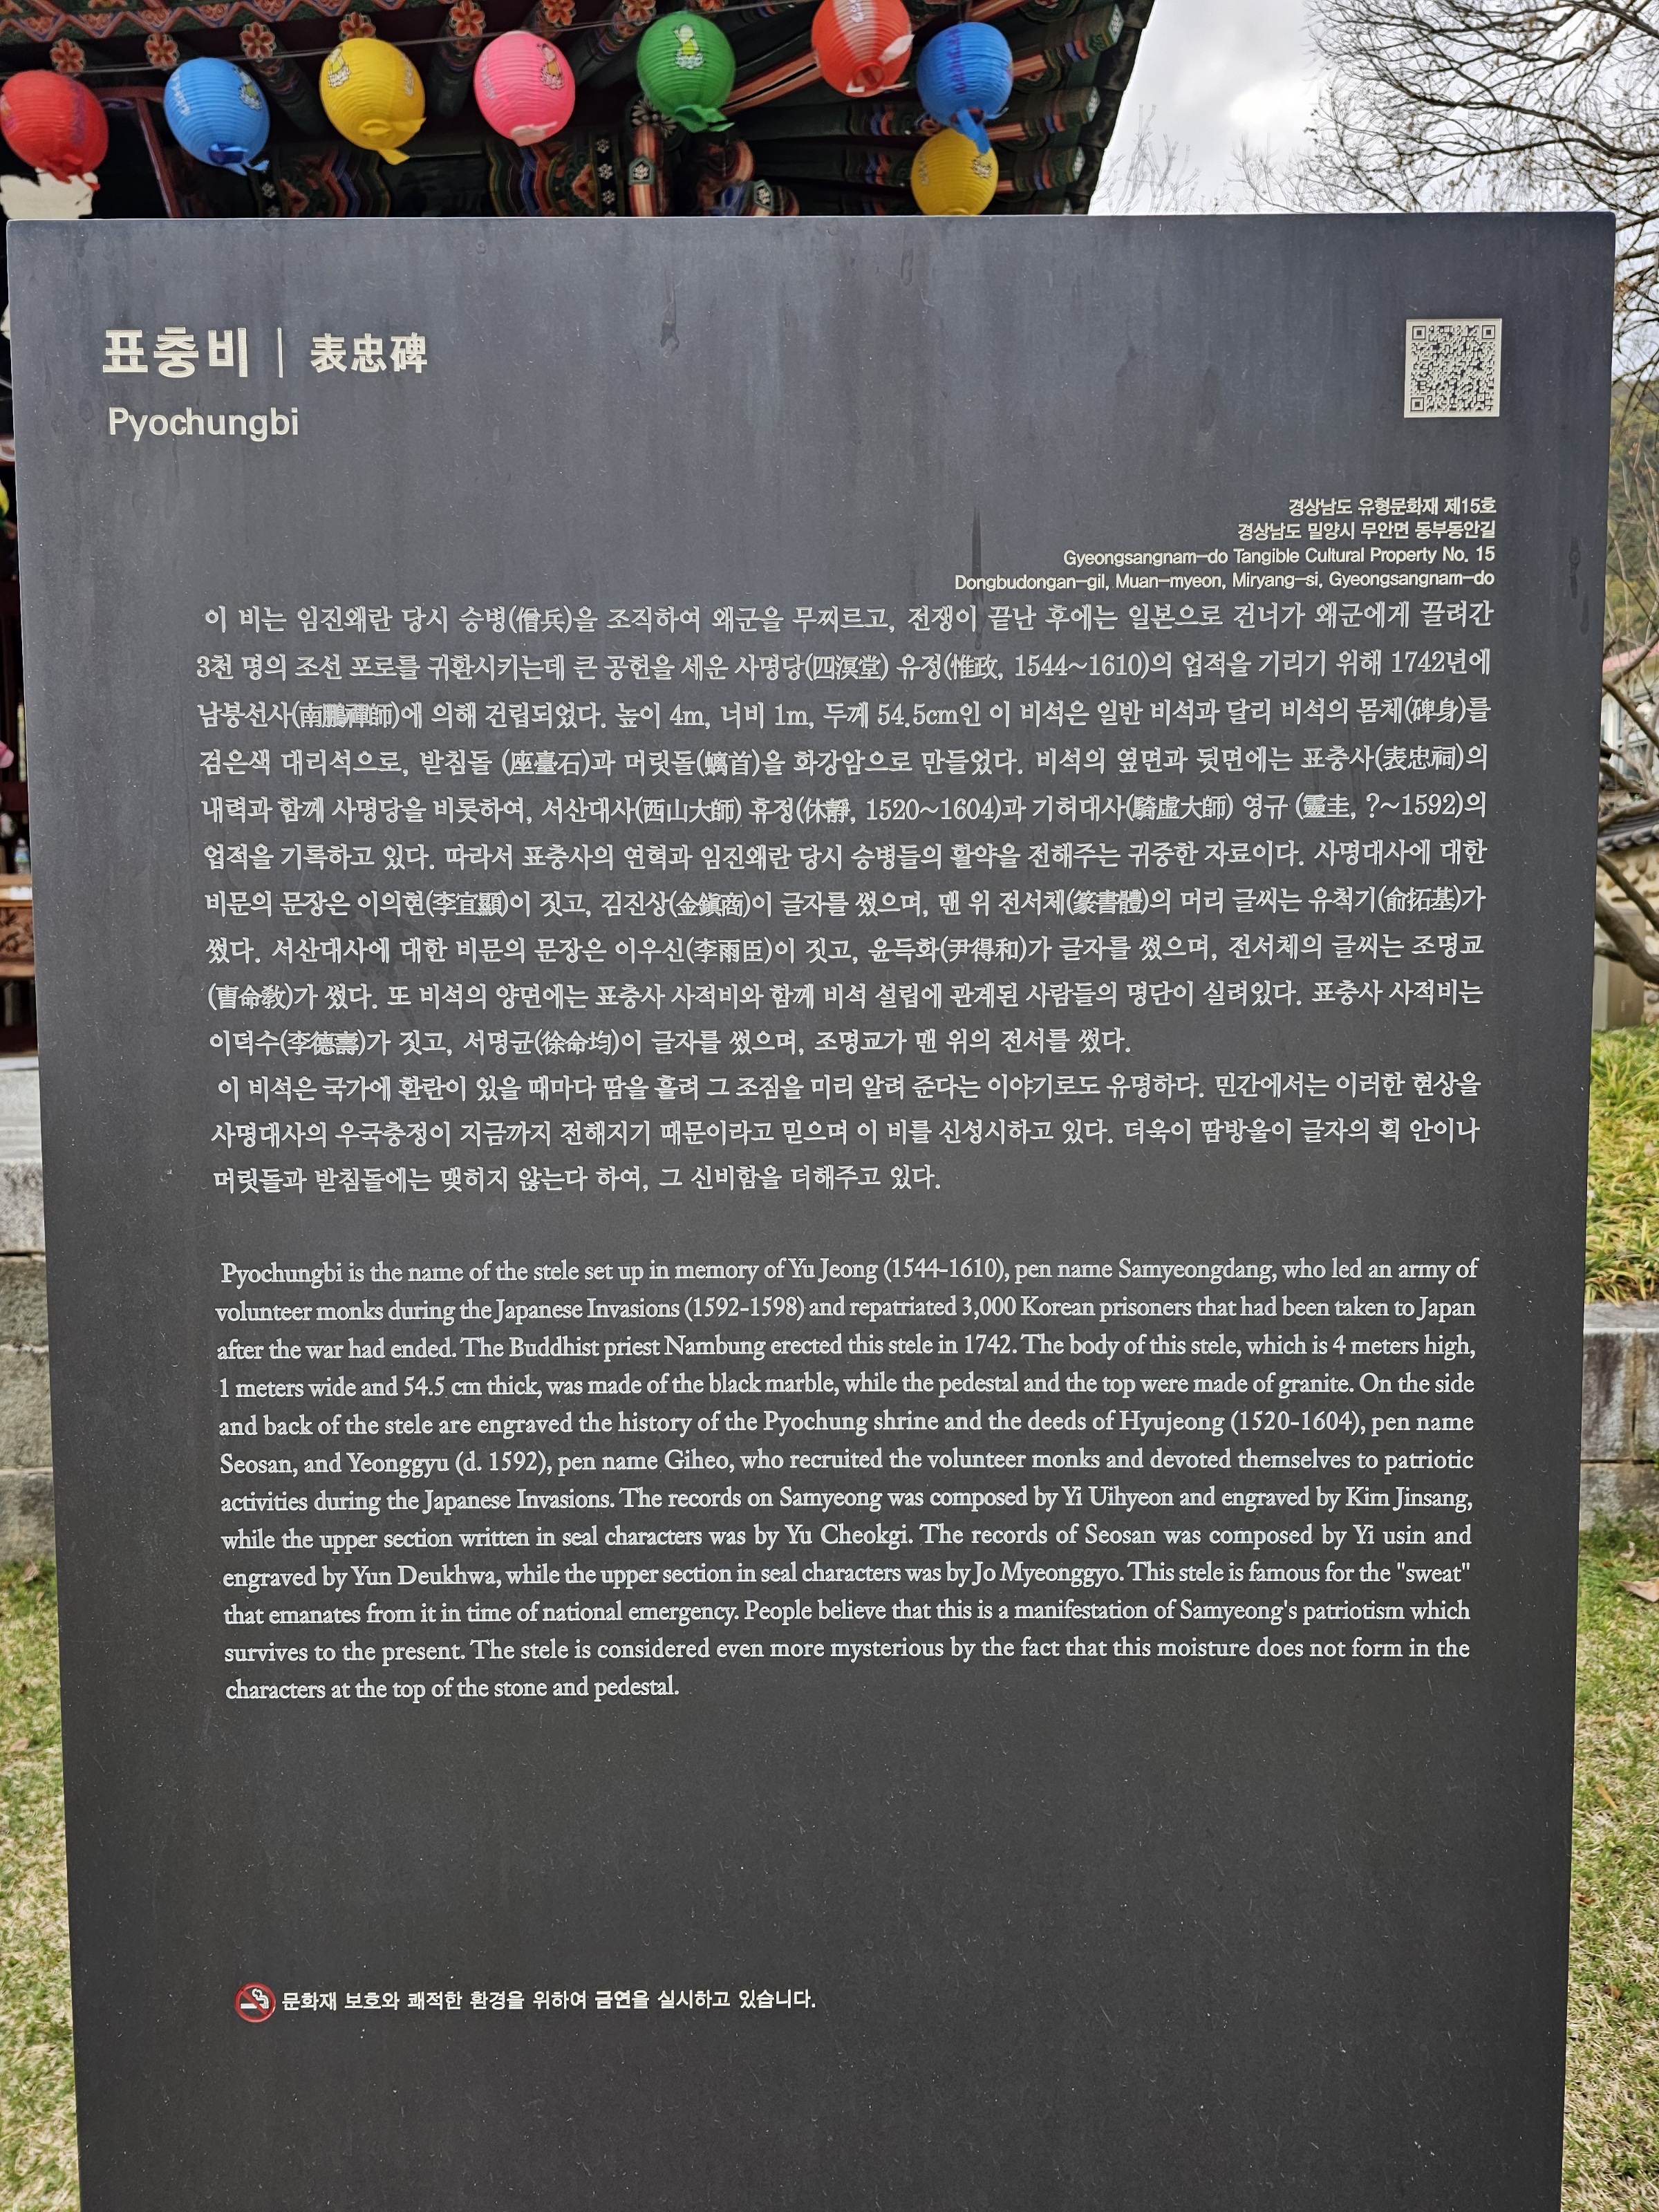 표충비 | 表忠碑
Pyochungbi
경상남도 유형문화재 제15호
경상남도 밀양시 무안면 동부동안길
Gyeongsangnam-do Tangible Cultural Property No. 15
Dongbudongan-gil, Muan-myeon, Miryang-si, Gyeongsangnam-do
이 비는 임진왜란 당시 승병(僧兵)을 조직하여 왜군을 무찌르고, 전쟁이 끝난 후에는 일본으로 건너가 왜군에게 끌려간
3천 명의 조선 포로를 귀환시키는데 큰 공헌을 세운 사명당(四溟堂) 유정(惟政, 1544~1610)의 업적을 기리기 위해 1742년에
남붕선사(南鵬禪師)에 의해 건립되었다. 높이 4m, 너비 1m, 두께 54.5cm인 이 비석은 일반 비석과 달리 비석의 몸체(碑身)를
검은색 대리석으로, 받침돌 (座臺石)과 머릿돌(螭首)을 화강암으로 만들었다. 비석의 옆면과 뒷면에는 표충사(表忠祠)의
내력과 함께 사명당을 비롯하여, 서산대사(西山大師) 휴정(休靜, 1520~1604)과 기허대사(騎虛大師) 영규 (靈圭, ?~1592)의
업적을 기록하고 있다. 따라서 표충사의 연혁과 임진왜란 당시 승병들의 활약을 전해주는 귀중한 자료이다. 사명대사에 대한
비문의 문장은 이의현(李宜顯)이 짓고, 김진상(金鎭商)이 글자를 썼으며, 맨 위 전서체(篆書體)의 머리 글씨는 유척기(俞拓基)가
썼다. 서산대사에 대한 비문의 문장은 이우신(李雨臣)이 짓고, 윤득화(尹得和)가 글자를 썼으며, 전서체의 글씨는 조명교
(曺命敎)가 썼다. 또 비석의 양면에는 표충사 사적비와 함께 비석 설립에 관계된 사람들의 명단이 실려있다. 표충사 사적비는
이덕수(李德壽)가 짓고, 서명균(徐命均)이 글자를 썼으며, 조명교가 맨 위의 전서를 썼다.
이 비석은 국가에 환란이 있을 때마다 땀을 흘려 그 조짐을 미리 알려 준다는 이야기로도 유명하다. 민간에서는 이러한 현상을
사명대사의 우국충정이 지금까지 전해지기 때문이라고 믿으며 이 비를 신성시하고 있다. 더욱이 땀방울이 글자의 획 안이나
머릿돌과 받침돌에는 맺히지 않는다 하여, 그 신비함을 더해주고 있다.
Pyochungbi is the name of the stele set up in memory of Yu Jeong (1544-1610), pen name Samyeongdang, who led an army of
volunteer monks during the Japanese Invasions (1592-1598) and repatriated 3,000 Korean prisoners that had been taken to Japan
after the war had ended. The Buddhist priest Nambung erected this stele in 1742. The body of this stele, which is 4 meters high,
1 meters wide and 54.5 cm thick, was made of the black marble, while the pedestal and the top were made of granite. On the side
and back of the stele are engraved the history of the Pyochung shrine and the deeds of Hyujeong (1520-1604), pen name
Seosan, and Yeonggyu (d. 1592), pen name Giheo, who recruited the volunteer monks and devoted themselves to patriotic
activities during the Japanese Invasions. The records on Samyeong was composed by Yi Uihyeon and engraved by Kim Jinsang,
while the upper section written in seal characters was by Yu Cheokgi. The records of Seosan was composed by Yi usin and
engraved by Yun Deukhwa, while the upper section in seal characters was by Jo Myeonggyo. This stele is famous for the "sweat"
that emanates from it in time of national emergency. People believe that this is a manifestation of Samyeong's patriotism which
survives to the present. The stele is considered even more mysterious by the fact that this moisture does not form in the
characters at the top of the stone and pedestal.
문화재 보호와 쾌적한 환경을 위하여 금연을 실시하고 있습니다.